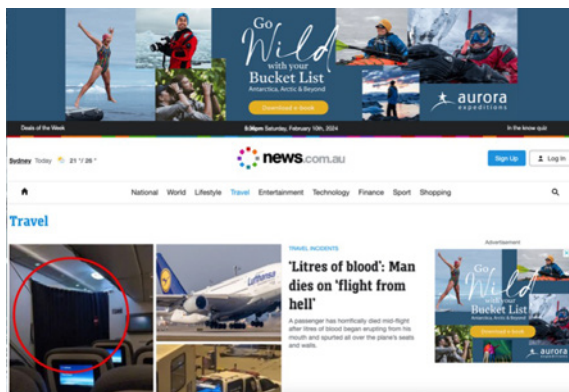 Go
Wild
with your
Bucket List
Antarctica, Arctic & Beyond
Download e-book
aurora
expeditions
Deals of the Week
5.96pm Saturday, February 10th, 2024
In the know quiz
Sydney Today 21°/ 26°
news.com.au
Sign Up
Log In
National World Lifestyle Travel Entertainment Technology Finance Sport Shopping
Travel
Lufthansa
TRAVEL INCIDENTS
'Litres of blood': Man
dies on 'flight from
hell'
A passenger has horrifically died mid-flight
after litres of blood began erupting from his
mouth and spurted all over the plane's seats
and walls.
Advertisement
Go
Wild
with your
Bucket List
Antarctica, Arctic & Beyond
Download e-book
aurora